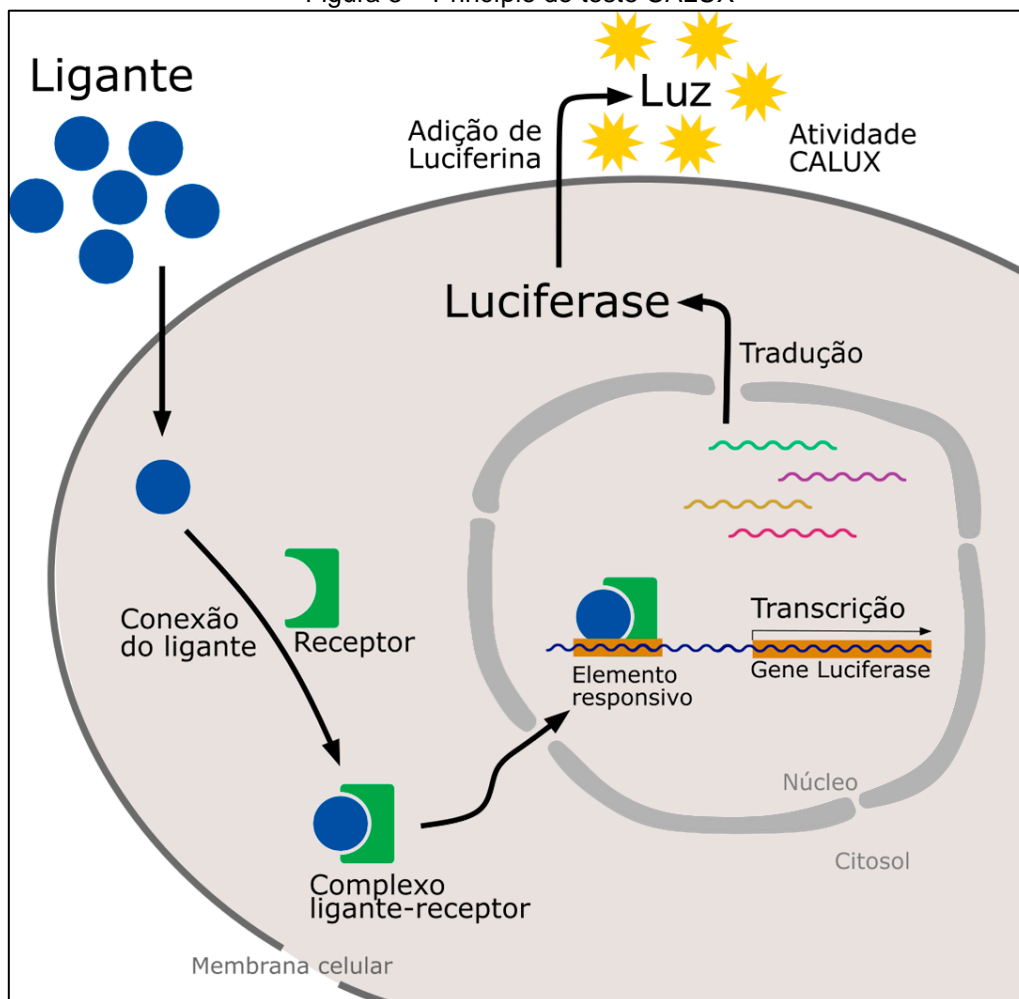 Ligante
Luz
Adição de
Luciferina
Atividade
CALUX
Luciferase
Tradução
Conexão
do ligante
Receptor
Transcrição
Gene Luciferase
Elemento
responsivo
Núcleo
Citosol
Complexo
ligante-receptor
Membrana celular